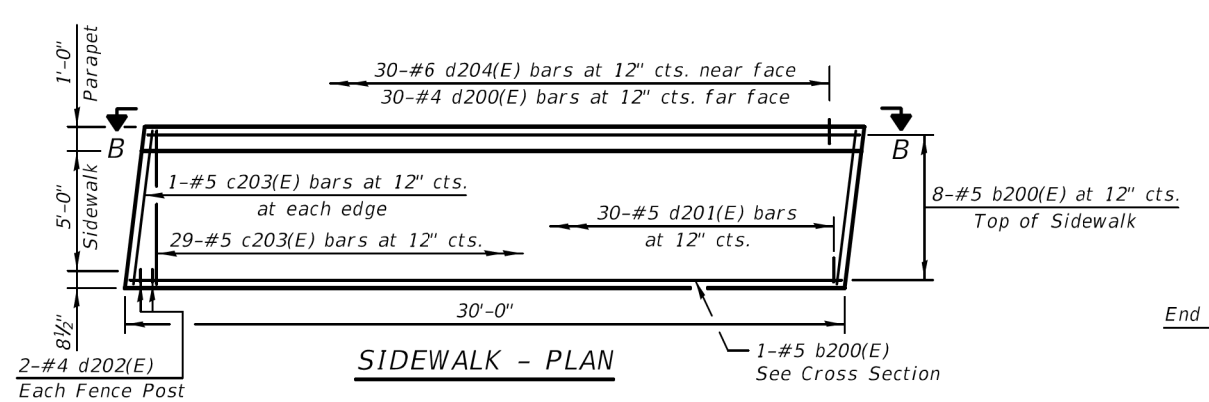 1'-0"
Parapet
30-#6 d204(E) bars at 12" cts. near face
30-#4 d200(E) bars at 12" cts. far face
B
B
5'-0"
Sidewalk
1-#5 c203(E) bars at 12" cts.
at each edge
30-#5 d201(E) bars
at 12" cts.
8-#5 b200(E) at 12" cts.
Top of Sidewalk
29-#5 c203(E) bars at 12" cts.
8½"
30'-0"
End
2-#4 d202(E)
Each Fence Post
SIDEWALK - PLAN
1-#5 b200(E)
See Cross Section